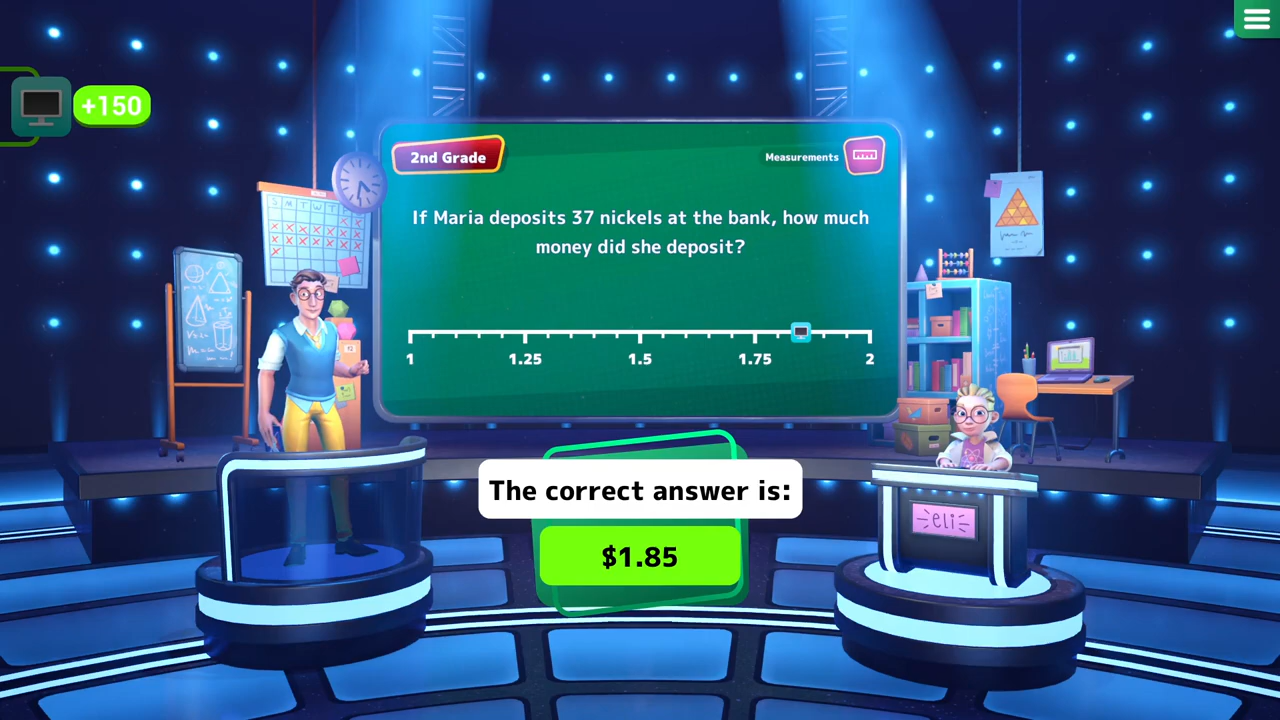 +150
2nd Grade
Measurements
If Maria deposits 37 nickels at the bank, how much
money did she deposit?
1 1.25 1.5 1.75 2
The correct answer is:
$1.85
S M T W T
eli